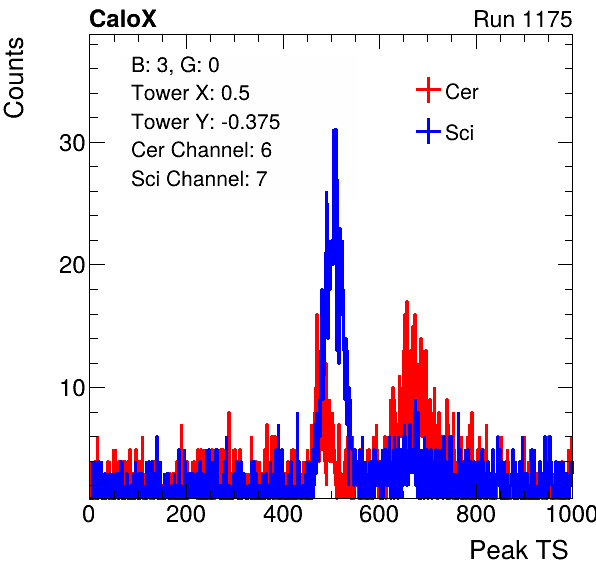 CaloX Run 1175
Counts
B: 3, G: 0
Tower X: 0.5
Tower Y: -0.375
Cer Channel: 6
Sci Channel: 7
Cer
Sci
30
20
10
0 200 400 600 800 1000
Peak TS